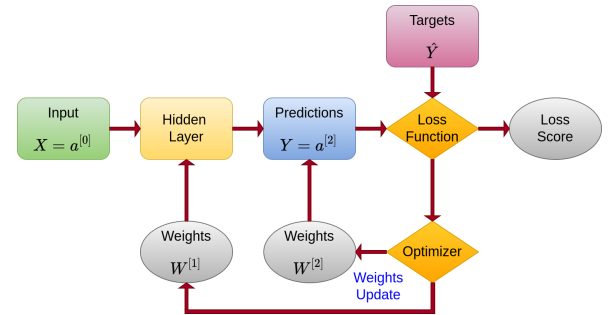 Targets
Ŷ
Input
X = a^[0]
Hidden
Layer
Predictions
Y = a^[2]
Loss
Function
Loss
Score
Weights
W^[1]
Weights
W^[2]
Optimizer
Weights
Update